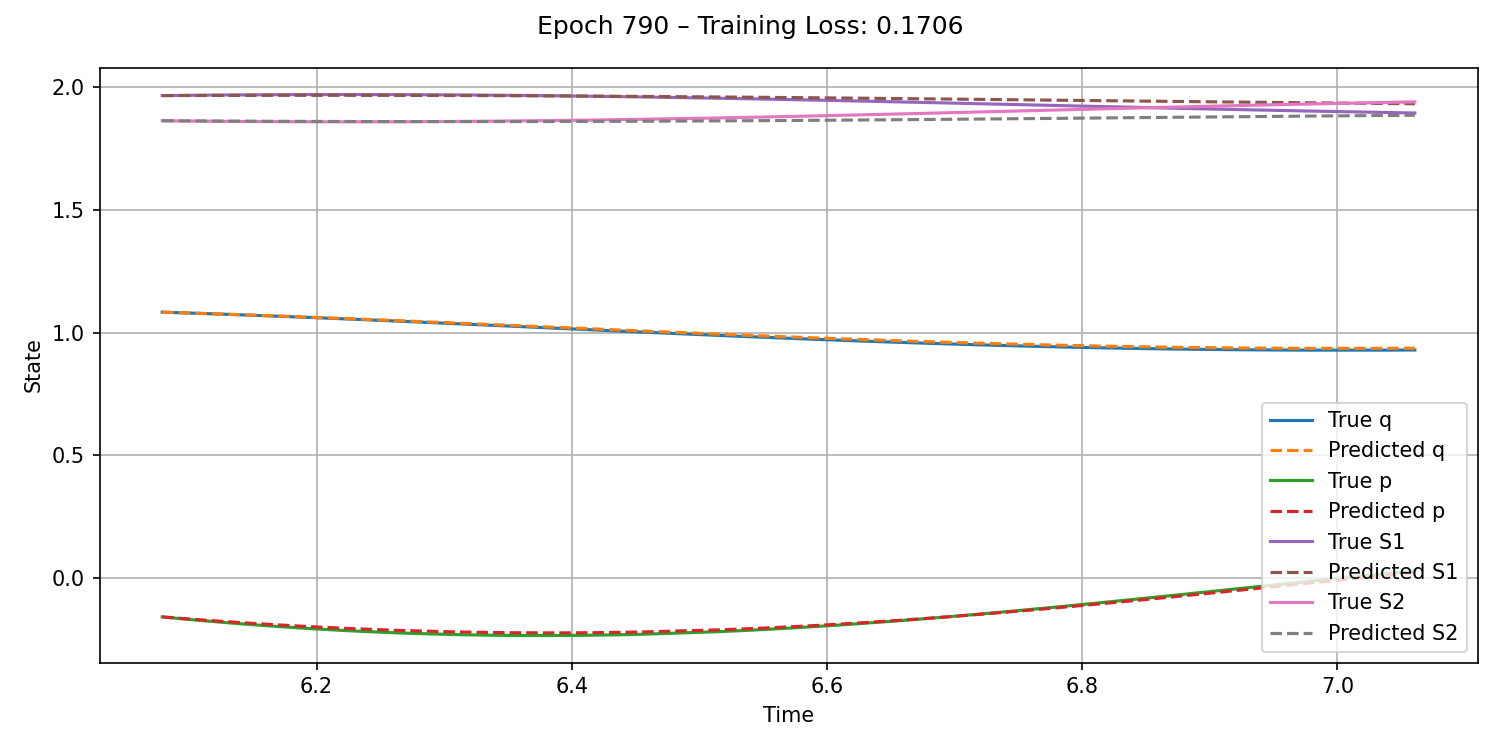 Epoch 790 – Training Loss: 0.1706
2.0
1.5
1.0
0.5
0.0
State
6.2 6.4 6.6 6.8 7.0
Time
True q
Predicted q
True p
Predicted p
True S1
Predicted S1
True S2
Predicted S2